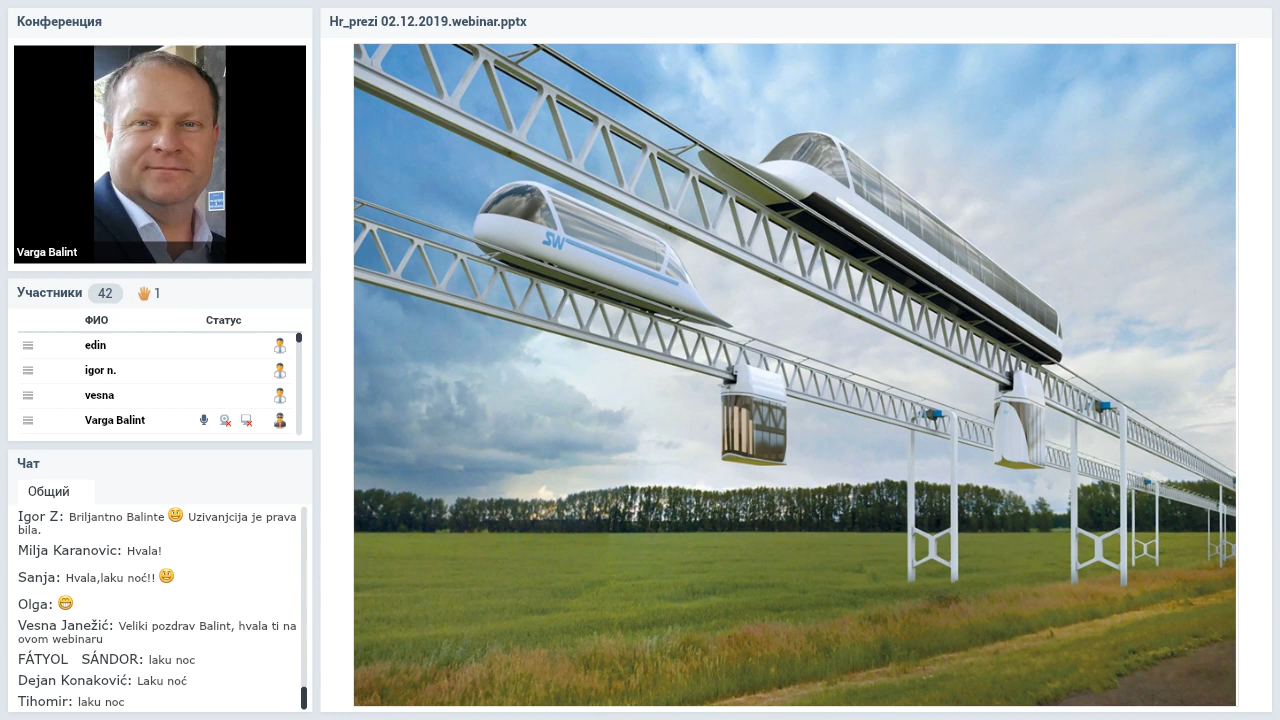 Конференция
Varga Balint
Участники 42 1
ФИО Статус
edin
igor n.
vesna
Varga Balint
Чат
Общий
Igor Z: Briljantno Balinte Uzivanjcija je prava
bila.
Milja Karanovic: Hvala!
Sanja: Hvala,laku noć!!
Olga:
Vesna Janežić: Veliki pozdrav Balint, hvala ti na
ovom webinaru
FÁTYOL SÁNDOR: laku noc
Dejan Konaković: Laku noć
Tihomir: laku noc
Hr_prezi 02.12.2019.webinar.pptx
SW